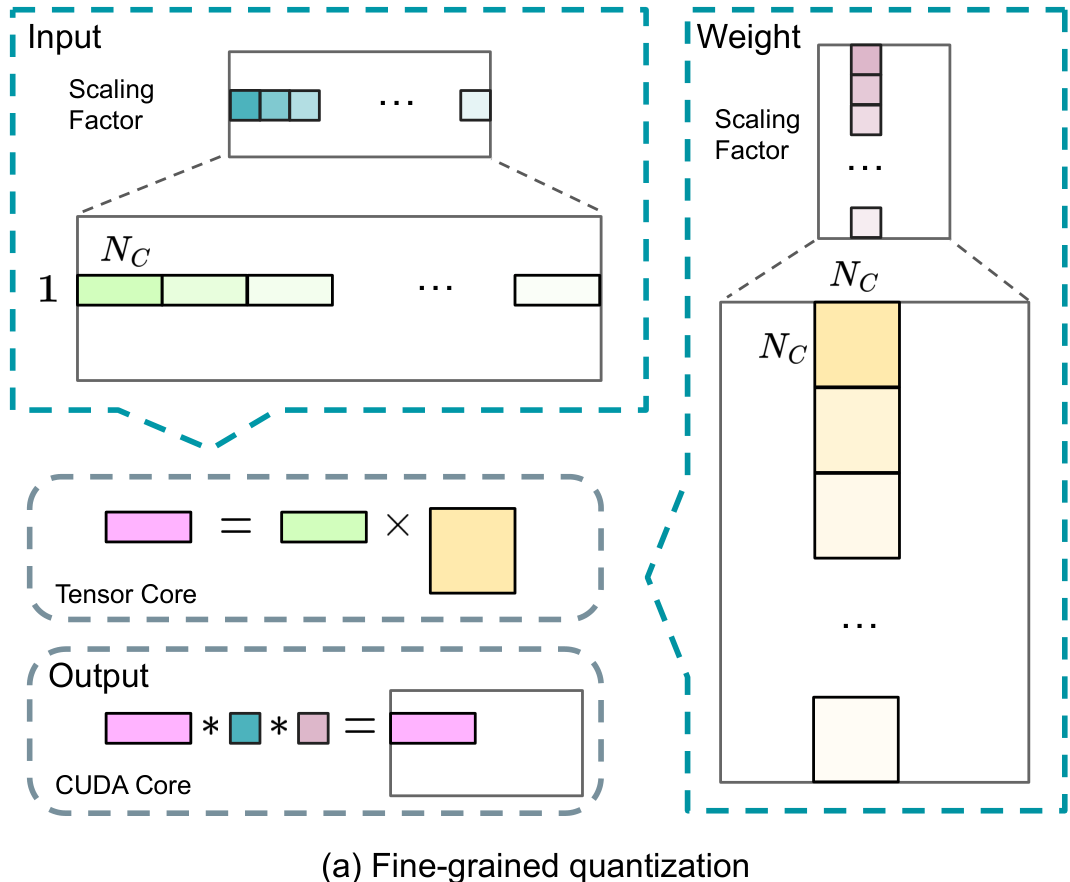 Input
Scaling
Factor
...
N_C
1
...
Weight
Scaling
Factor
...
N_C
N_C
...
= ×
Tensor Core
Output
* * =
CUDA Core
(a) Fine-grained quantization